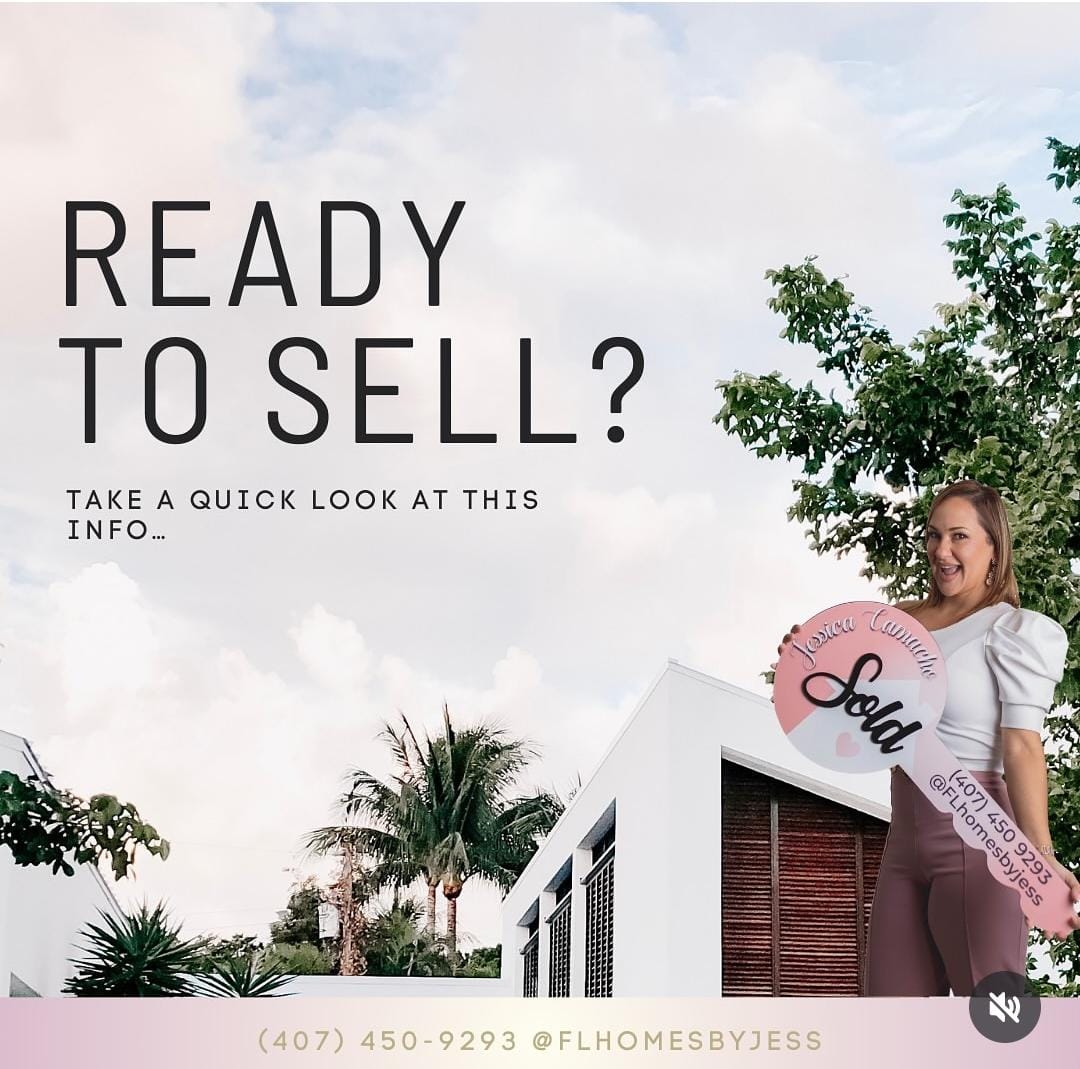 READY
TO SELL?
TAKE A QUICK LOOK AT THIS
INFO…
Jessica Camacho
Sold
(407) 450 9293
@FLhomesbyjess
(407) 450-9293 @FLHOMESBYJESS